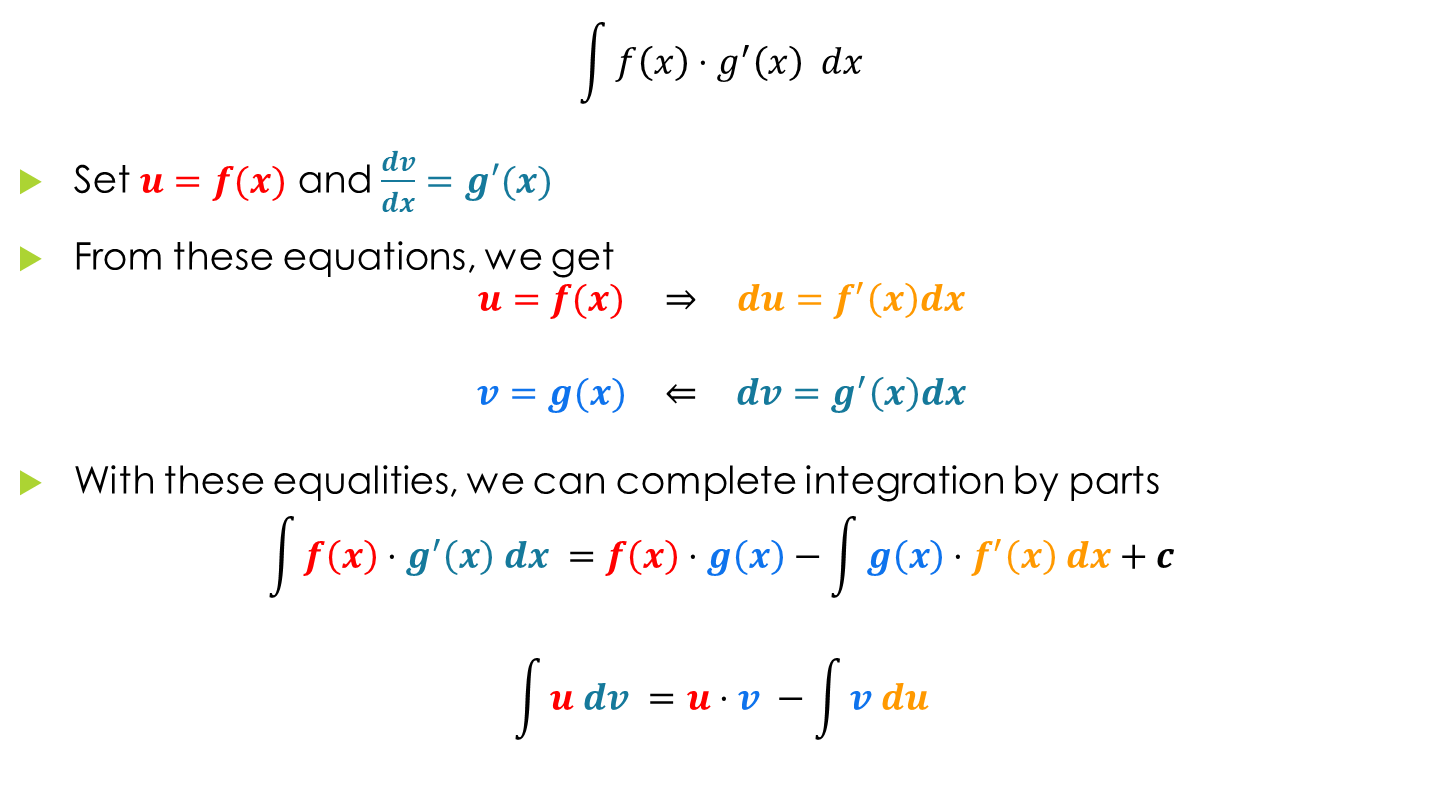 ∫ f(x) · g′(x) dx
Set u = f(x) and dv/dx = g′(x)
From these equations, we get
u = f(x) ⇒ du = f′(x)dx
v = g(x) ⇐ dv = g′(x)dx
With these equalities, we can complete integration by parts
∫ f(x) · g′(x) dx = f(x) · g(x) − ∫ g(x) · f′(x) dx + c
∫ u dv = u · v − ∫ v du